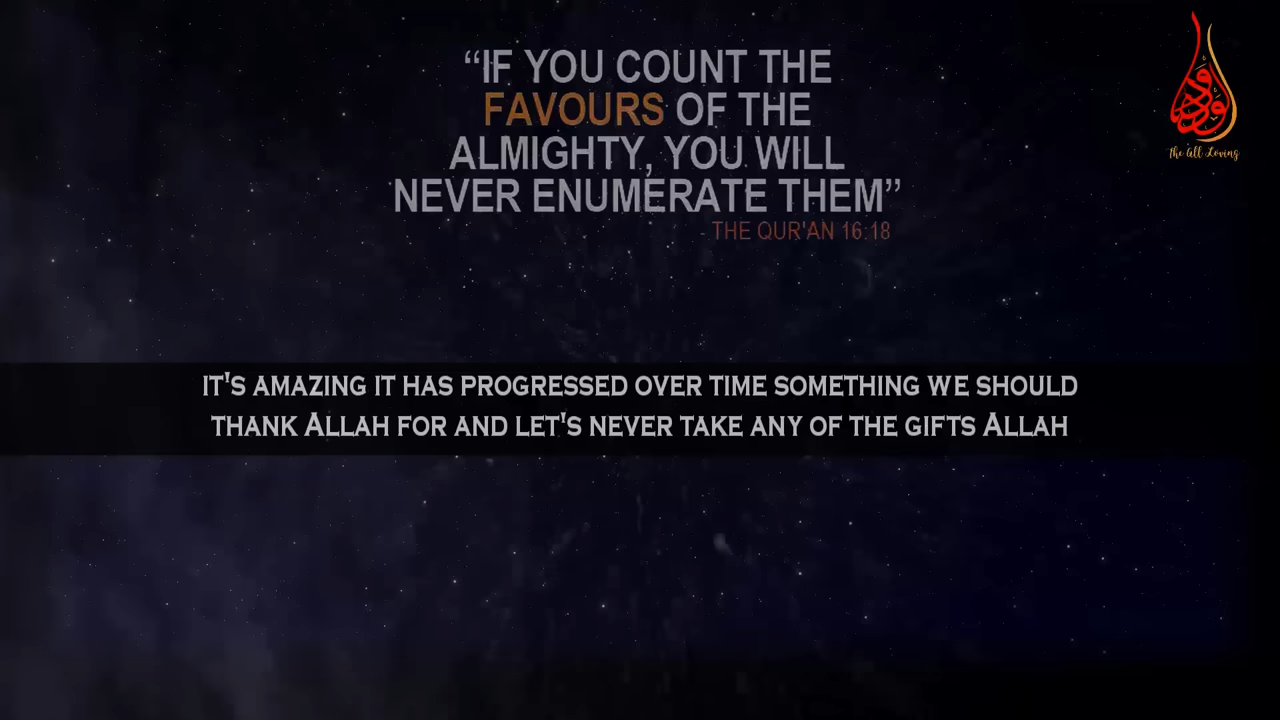 “IF YOU COUNT THE
FAVOURS OF THE
ALMIGHTY, YOU WILL
NEVER ENUMERATE THEM”
- THE QUR'AN 16:18
الودود
The All Loving
IT'S AMAZING IT HAS PROGRESSED OVER TIME SOMETHING WE SHOULD
THANK ALLAH FOR AND LET'S NEVER TAKE ANY OF THE GIFTS ALLAH